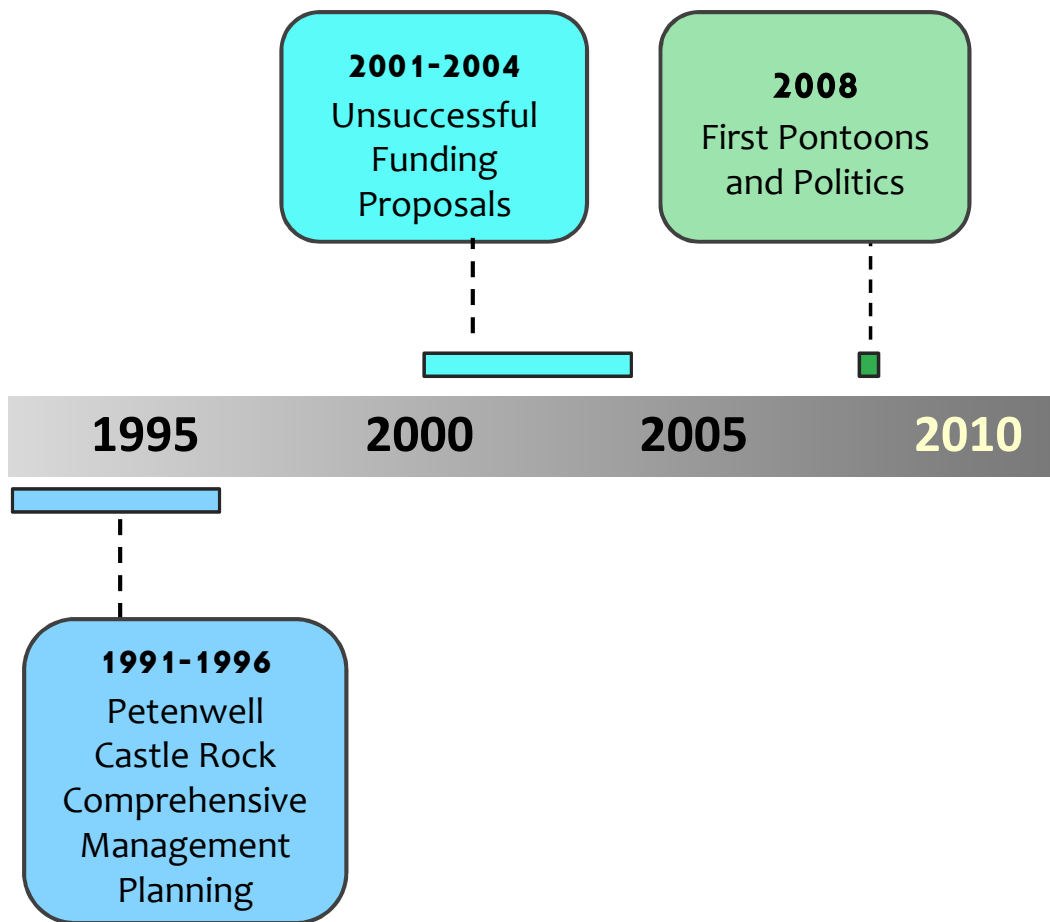 2001-2004
Unsuccessful
Funding
Proposals
2008
First Pontoons
and Politics
1995 2000 2005 2010
1991-1996
Petenwell
Castle Rock
Comprehensive
Management
Planning